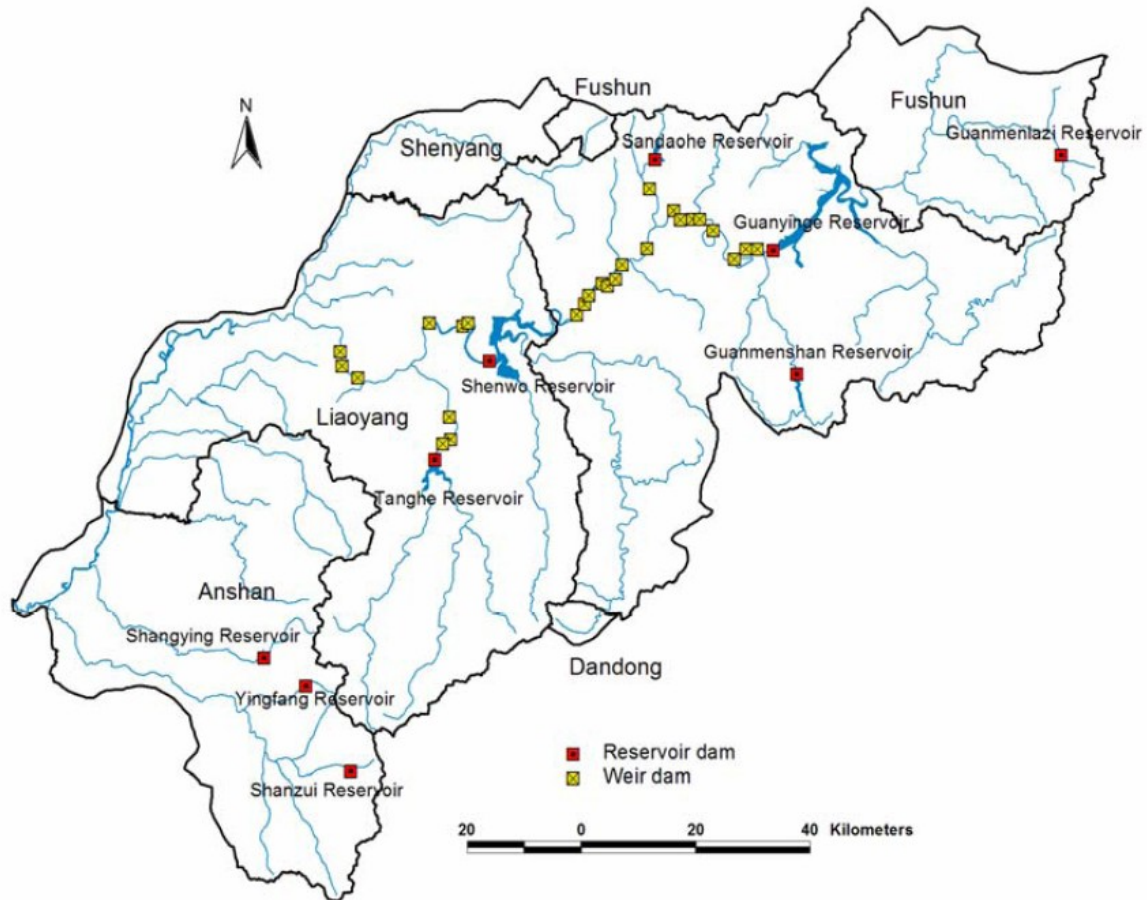 Fushun
Fushun
N
Shenyang
Sandaohe Reservoir
Guanmenlazi Reservoir
Guanyinge Reservoir
Guanmenshan Reservoir
Shenwo Reservoir
Liaoyang
Tanghe Reservoir
Anshan
Shangying Reservoir
Dandong
Yingfang Reservoir
Shanzui Reservoir
Reservoir dam
Weir dam
20 0 20 40 Kilometers